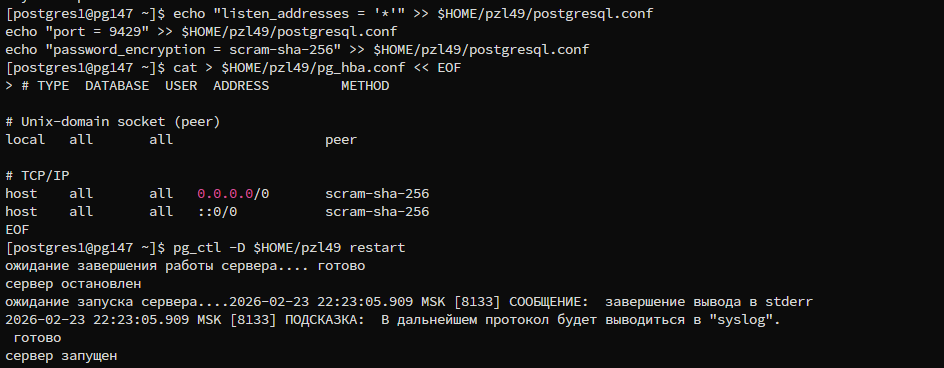 [postgres1@pg147 ~]$ echo "listen_addresses = '*'" >> $HOME/pzl49/postgresql.conf
echo "port = 9429" >> $HOME/pzl49/postgresql.conf
echo "password_encryption = scram-sha-256" >> $HOME/pzl49/postgresql.conf
[postgres1@pg147 ~]$ cat > $HOME/pzl49/pg_hba.conf << EOF
> # TYPE  DATABASE  USER  ADDRESS         METHOD
# Unix-domain socket (peer)
local   all       all                   peer
# TCP/IP
host    all       all   0.0.0.0/0       scram-sha-256
host    all       all   ::0/0           scram-sha-256
EOF
[postgres1@pg147 ~]$ pg_ctl -D $HOME/pzl49 restart
ожидание завершения работы сервера.... готово
сервер остановлен
ожидание запуска сервера....2026-02-23 22:23:05.909 MSK [8133] СООБЩЕНИЕ:  завершение вывода в stderr
2026-02-23 22:23:05.909 MSK [8133] ПОДСКАЗКА:  В дальнейшем протокол будет выводиться в "syslog".
 готово
сервер запущен